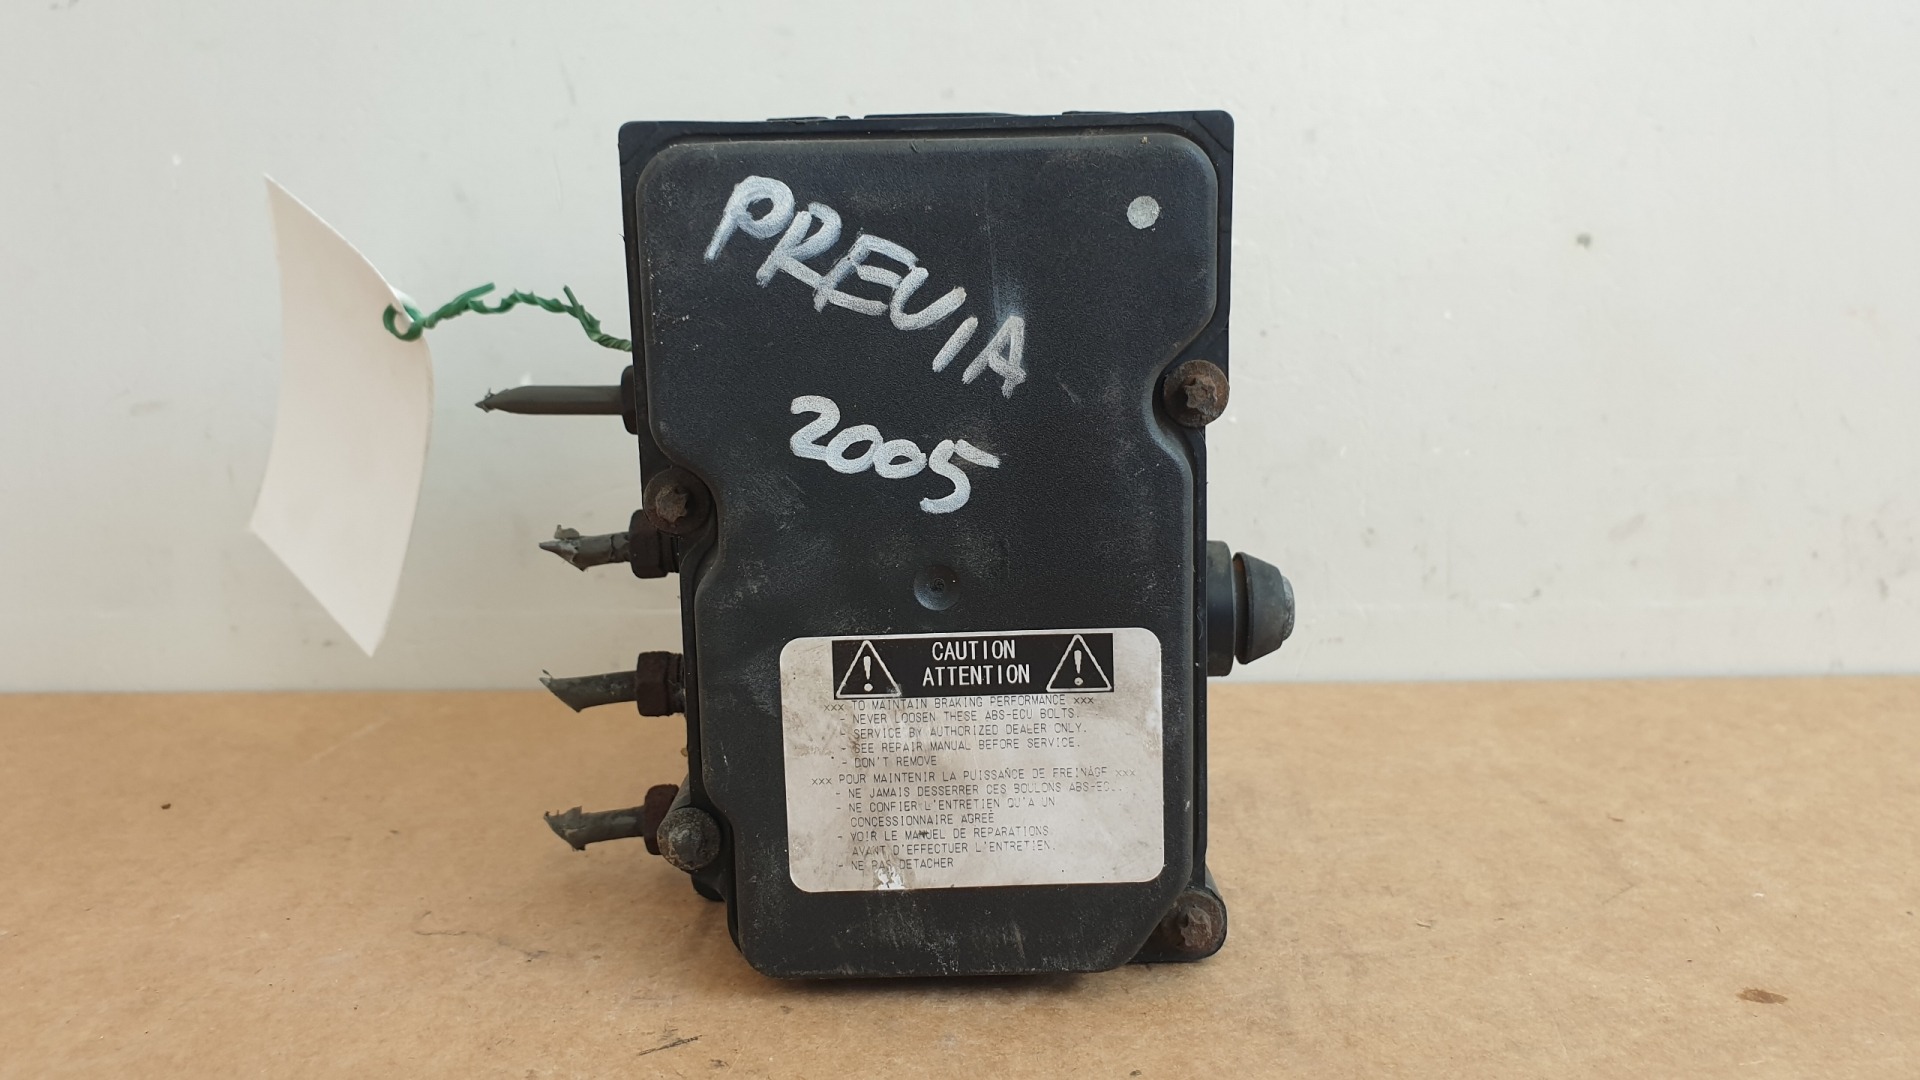 PREVIA
2005
CAUTION
ATTENTION
xxx TO MAINTAIN BRAKING PERFORMANCE xxx
- NEVER LOOSEN THESE ABS-ECU BOLTS.
- SERVICE BY AUTHORIZED DEALER ONLY.
- SEE REPAIR MANUAL BEFORE SERVICE.
- DON'T REMOVE
xxx POUR MAINTENIR LA PUISSANCE DE FREINAGE xxx
- NE JAMAIS DESSERRER CES BOULONS ABS-ECU.
- NE CONFIER L'ENTRETIEN QU'A UN
CONCESSIONNAIRE AGREÉ
- VOIR LE MANUEL DE REPARATIONS
AVANT D'EFFECTUER L'ENTRETIEN.
- NE PAS DETACHER